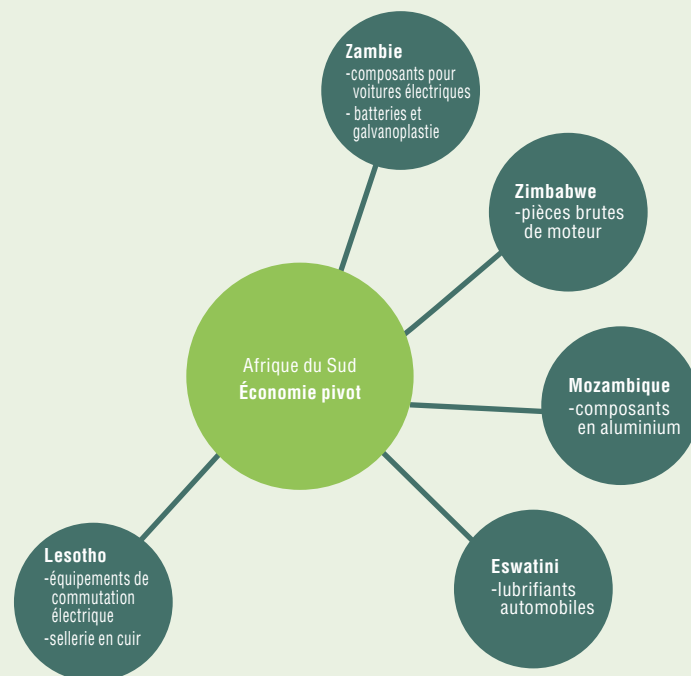 Zambie
-composants pour
voitures électriques
- batteries et
galvanoplastie
Zimbabwe
-pièces brutes
de moteur
Afrique du Sud
Économie pivot
Mozambique
-composants
en aluminium
Lesotho
-équipements de
commutation
électrique
-sellerie en cuir
Eswatini
-lubrifiants
automobiles